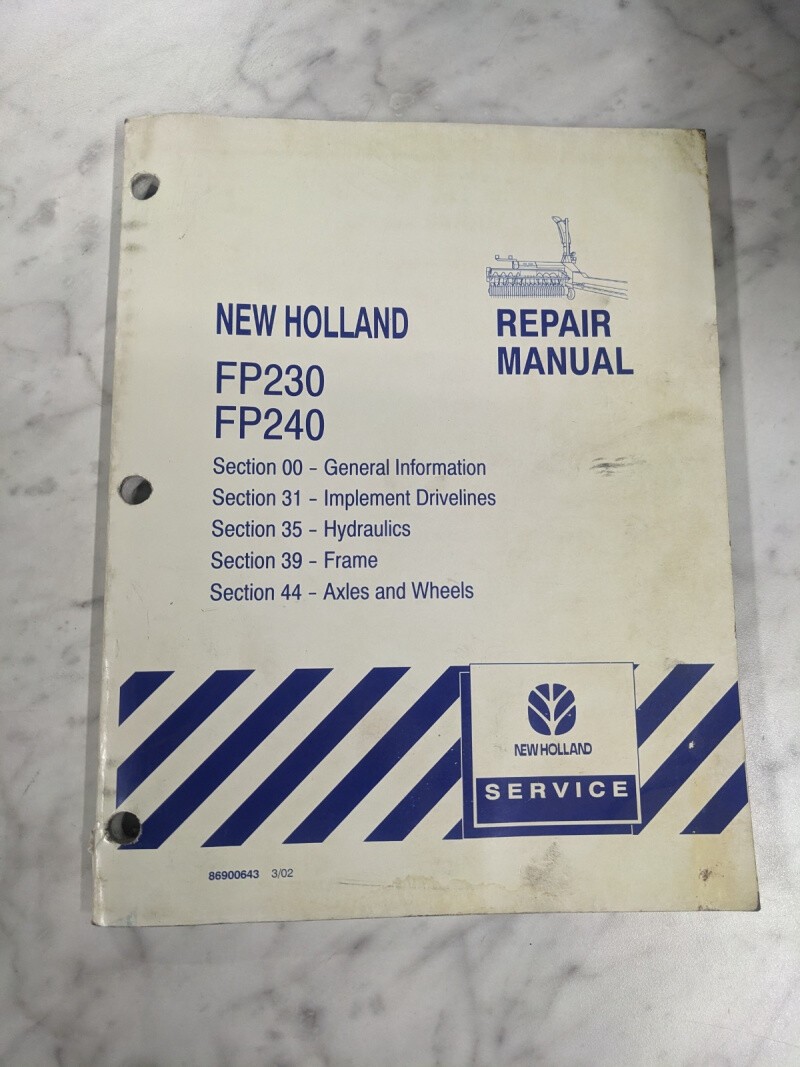 NEW HOLLAND
FP230
FP240
REPAIR
MANUAL
Section 00 - General Information
Section 31 - Implement Drivelines
Section 35 - Hydraulics
Section 39 - Frame
Section 44 - Axles and Wheels
NEW HOLLAND
SERVICE
86900643 3/02